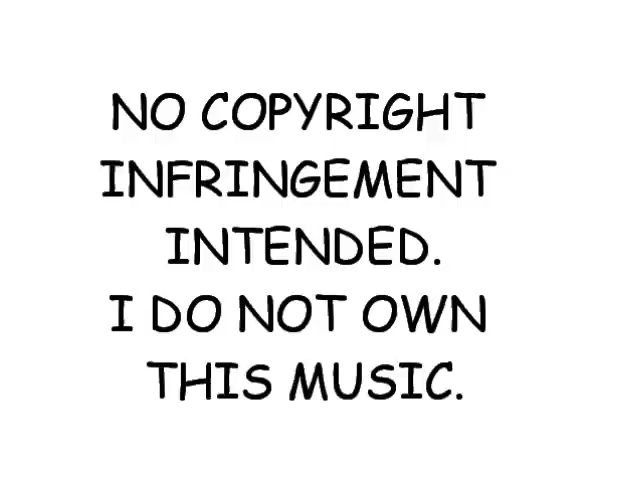 NO COPYRIGHT
INFRINGEMENT
INTENDED.
I DO NOT OWN
THIS MUSIC.